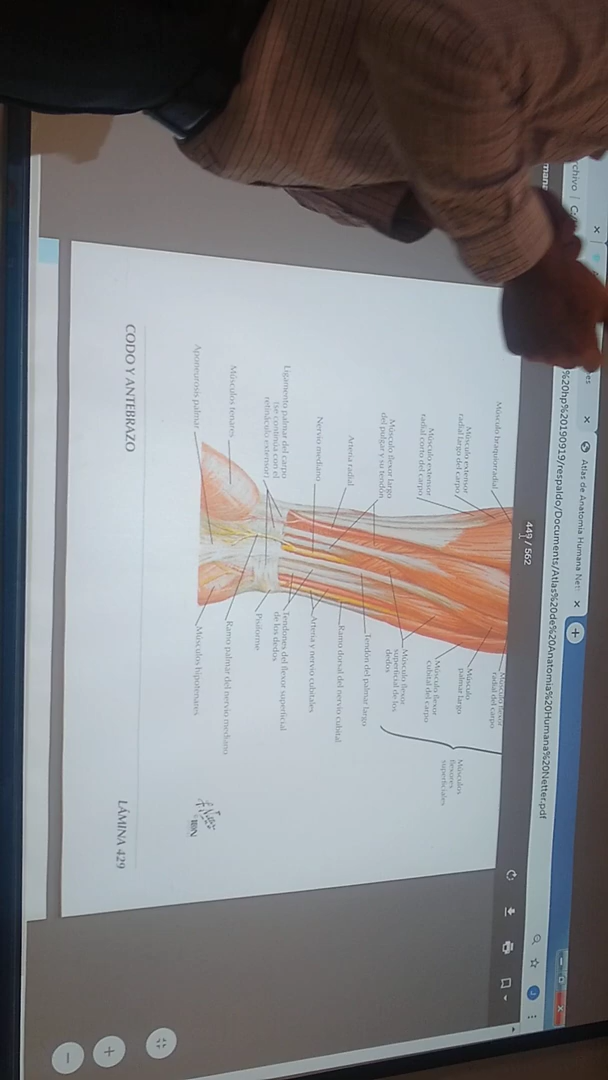 Atlas de Anatomía Humana Net
%20hp%20190919/respaldo/Documents/Atlas%20de%20Anatomia%20Humana%20Netter.pdf
449 / 562
Músculo braquiorradial
Músculo extensor
radial largo del carpo
Músculo extensor
radial corto del carpo
Músculo flexor largo
del pulgar y su tendón
Arteria radial
Nervio mediano
Ligamento palmar del carpo
(se continúa con el
retináculo extensor)
Músculos tenares
Aponeurosis palmar
Músculo flexor
radial del carpo
Músculo
palmar largo
Músculo flexor
cubital del carpo
Músculo flexor
superficial de los
dedos
Músculos
flexores
superficiales
Tendón del palmar largo
Ramo dorsal del nervio cubital
Arteria y nervio cubitales
Tendones del flexor superficial
de los dedos
Pisiforme
Ramo palmar del nervio mediano
Músculos hipotenares
CODO Y ANTEBRAZO
LÁMINA 429